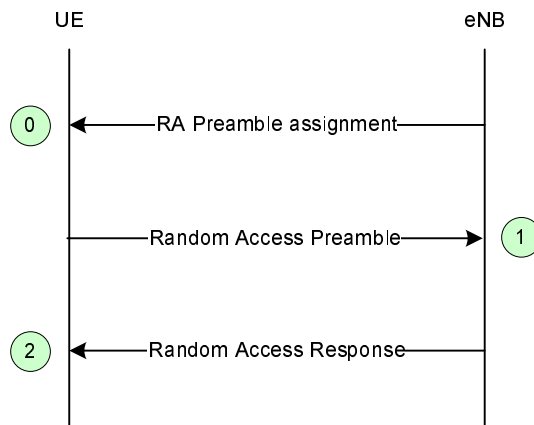 UE eNB
0 RA Preamble assignment
Random Access Preamble 1
2 Random Access Response